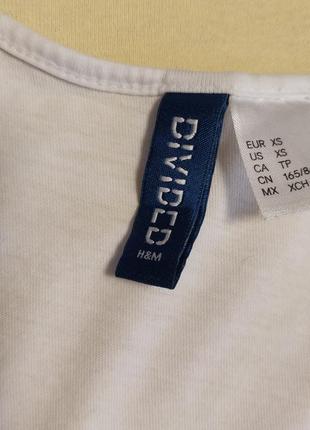 DIVIDED
H&M
EUR XS
US XS
CA TP
CN 165/8
MX XCH